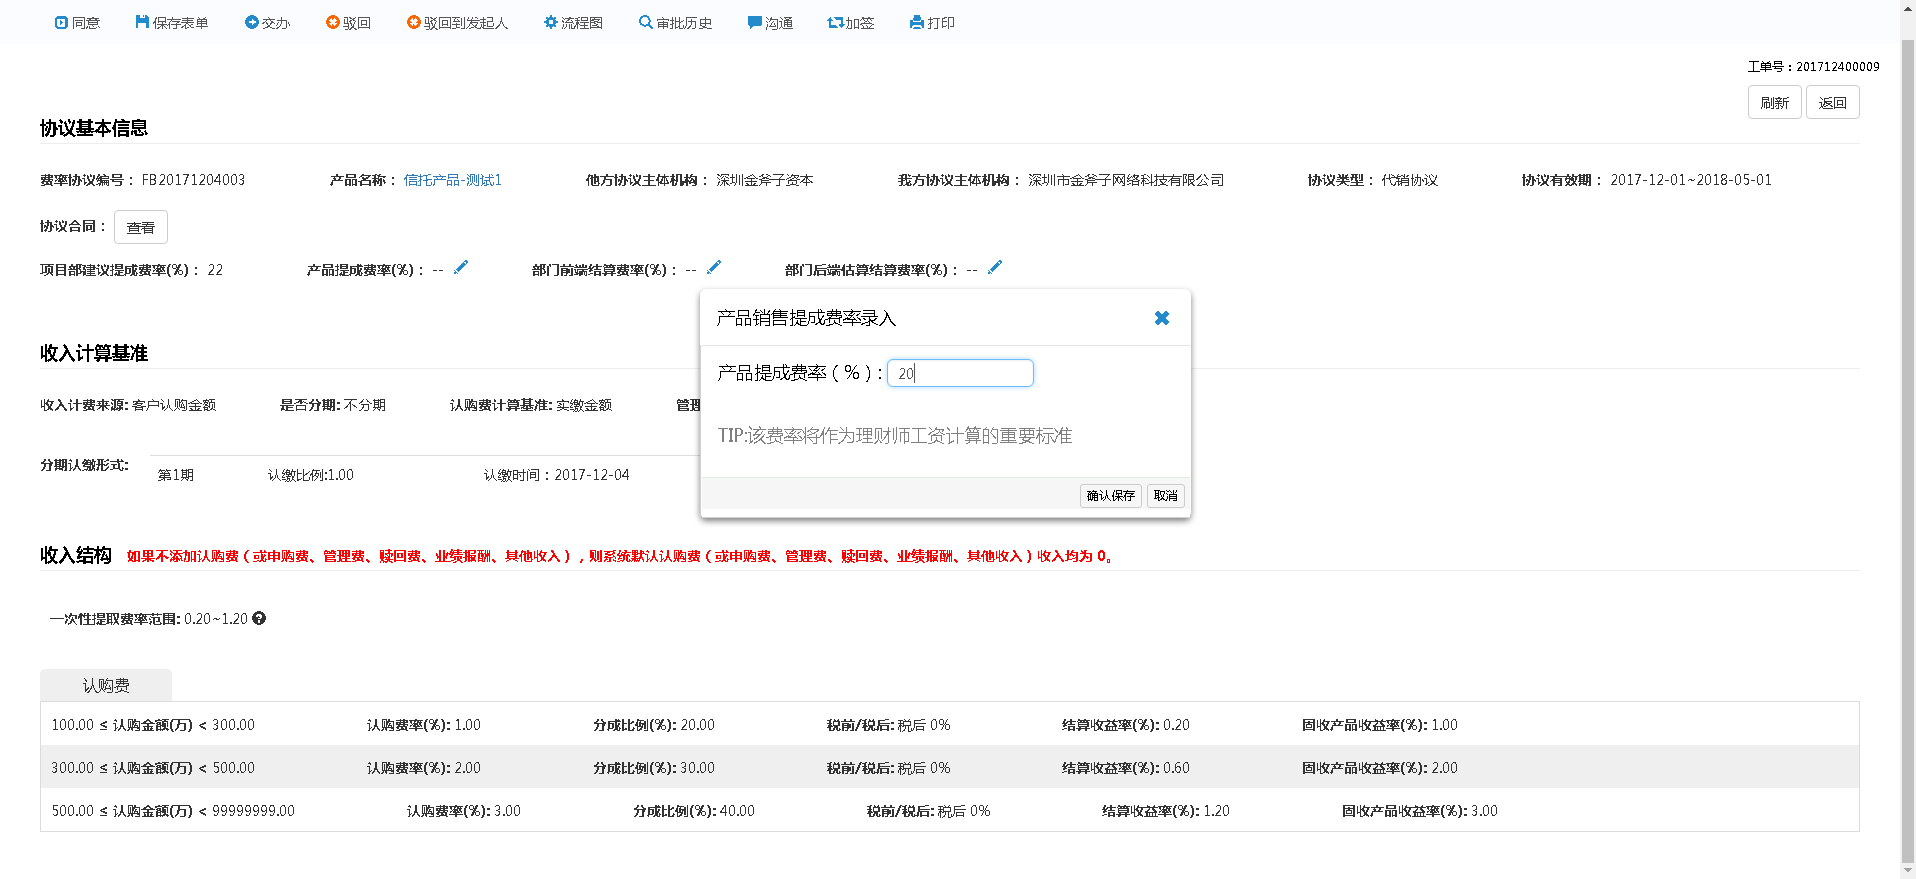 同意 保存表单 交办 驳回 驳回到发起人 流程图 审批历史 沟通 加签 打印
工单号：201712400009
刷新 返回
协议基本信息
费率协议编号： FB20171204003 产品名称： 信托产品-测试1 他方协议主体机构： 深圳金斧子资本 我方协议主体机构： 深圳市金斧子网络科技有限公司 协议类型： 代销协议 协议有效期： 2017-12-01~2018-05-01
协议合同： 查看
项目部建议提成费率(%)： 22 产品提成费率(%)： -- 部门前端结算费率(%)： -- 部门后端估算结算费率(%)： --
产品销售提成费率录入
产品提成费率（%）: 20
TIP:该费率将作为理财师工资计算的重要标准
确认保存 取消
收入计算基准
收入计费来源: 客户认购金额 是否分期: 不分期 认购费计算基准: 实缴金额 管理
分期认缴形式: 第1期 认缴比例:1.00 认缴时间：2017-12-04
收入结构 如果不添加认购费（或申购费、管理费、赎回费、业绩报酬、其他收入），则系统默认认购费（或申购费、管理费、赎回费、业绩报酬、其他收入）收入均为 0。
一次性提取费率范围: 0.20~1.20
认购费
100.00 ≤ 认购金额(万) < 300.00 认购费率(%): 1.00 分成比例(%): 20.00 税前/税后: 税后 0% 结算收益率(%): 0.20 固收产品收益率(%): 1.00
300.00 ≤ 认购金额(万) < 500.00 认购费率(%): 2.00 分成比例(%): 30.00 税前/税后: 税后 0% 结算收益率(%): 0.60 固收产品收益率(%): 2.00
500.00 ≤ 认购金额(万) < 99999999.00 认购费率(%): 3.00 分成比例(%): 40.00 税前/税后: 税后 0% 结算收益率(%): 1.20 固收产品收益率(%): 3.00